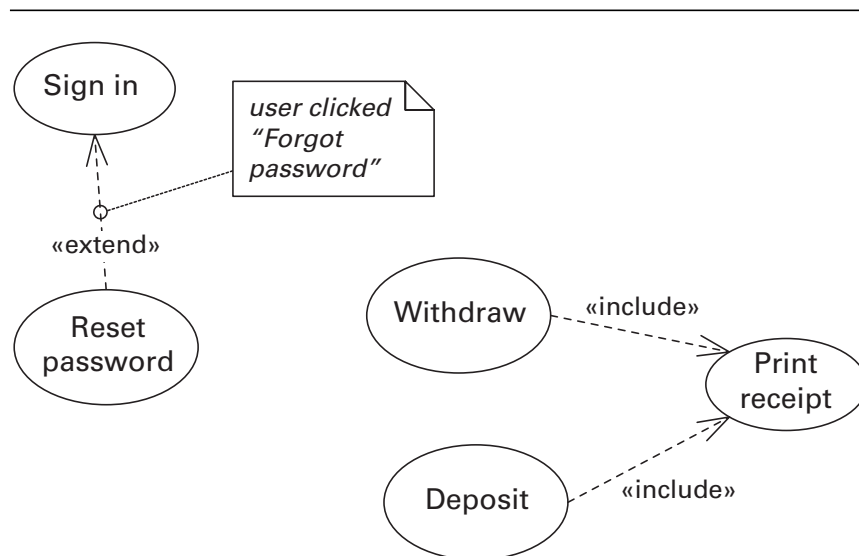 Sign in
user clicked
“Forgot
password”
«extend»
Reset
password
Withdraw
«include»
Print
receipt
Deposit
«include»